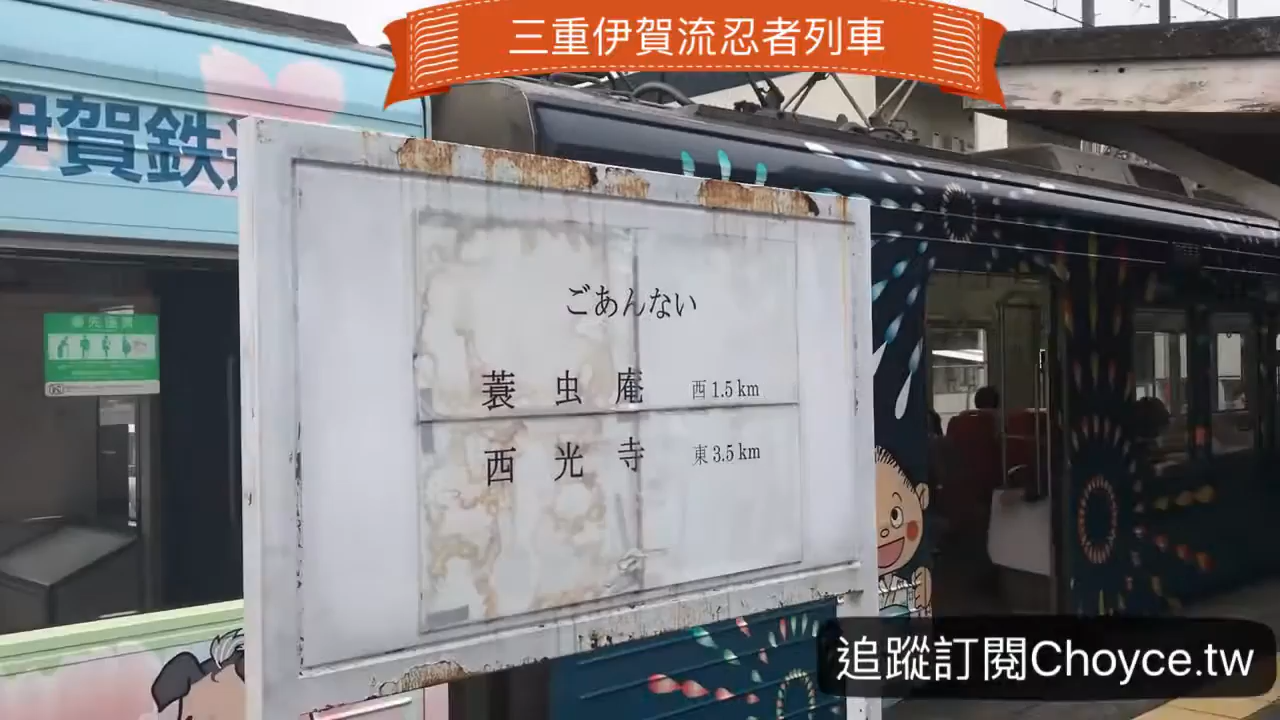 三重伊賀流忍者列車
伊賀鉄道
ごあんない
蓑虫庵 西 1.5 km
西光寺 東 3.5 km
追蹤訂閱Choyce.tw